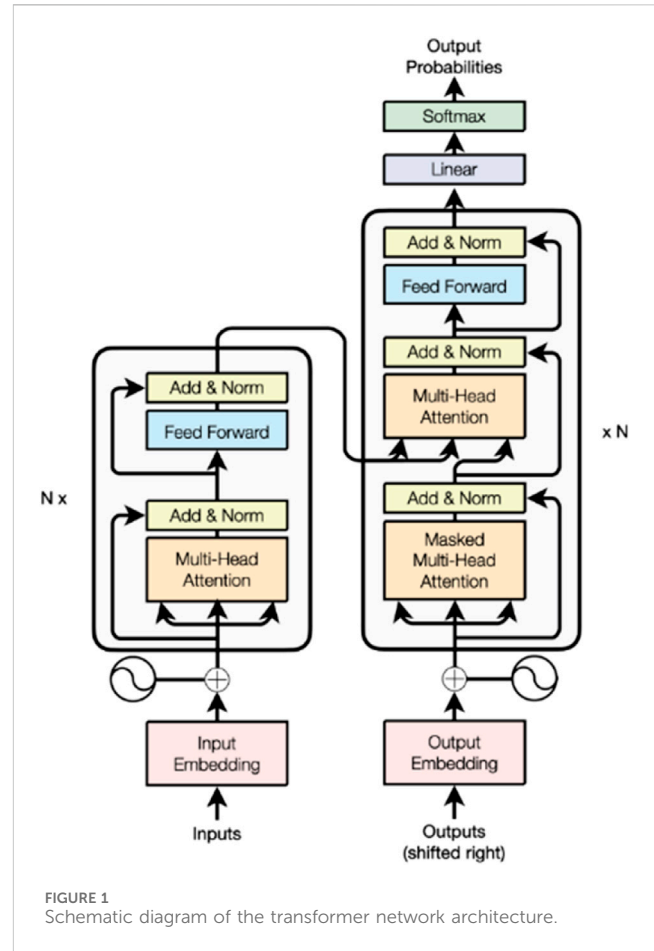 Output
Probabilities
Softmax
Linear
Add & Norm
Feed Forward
Add & Norm
Multi-Head
Attention
x N
Add & Norm
Masked
Multi-Head
Attention
Add & Norm
Feed Forward
N x
Add & Norm
Multi-Head
Attention
Input
Embedding
Output
Embedding
Inputs
Outputs
(shifted right)
FIGURE 1
Schematic diagram of the transformer network architecture.